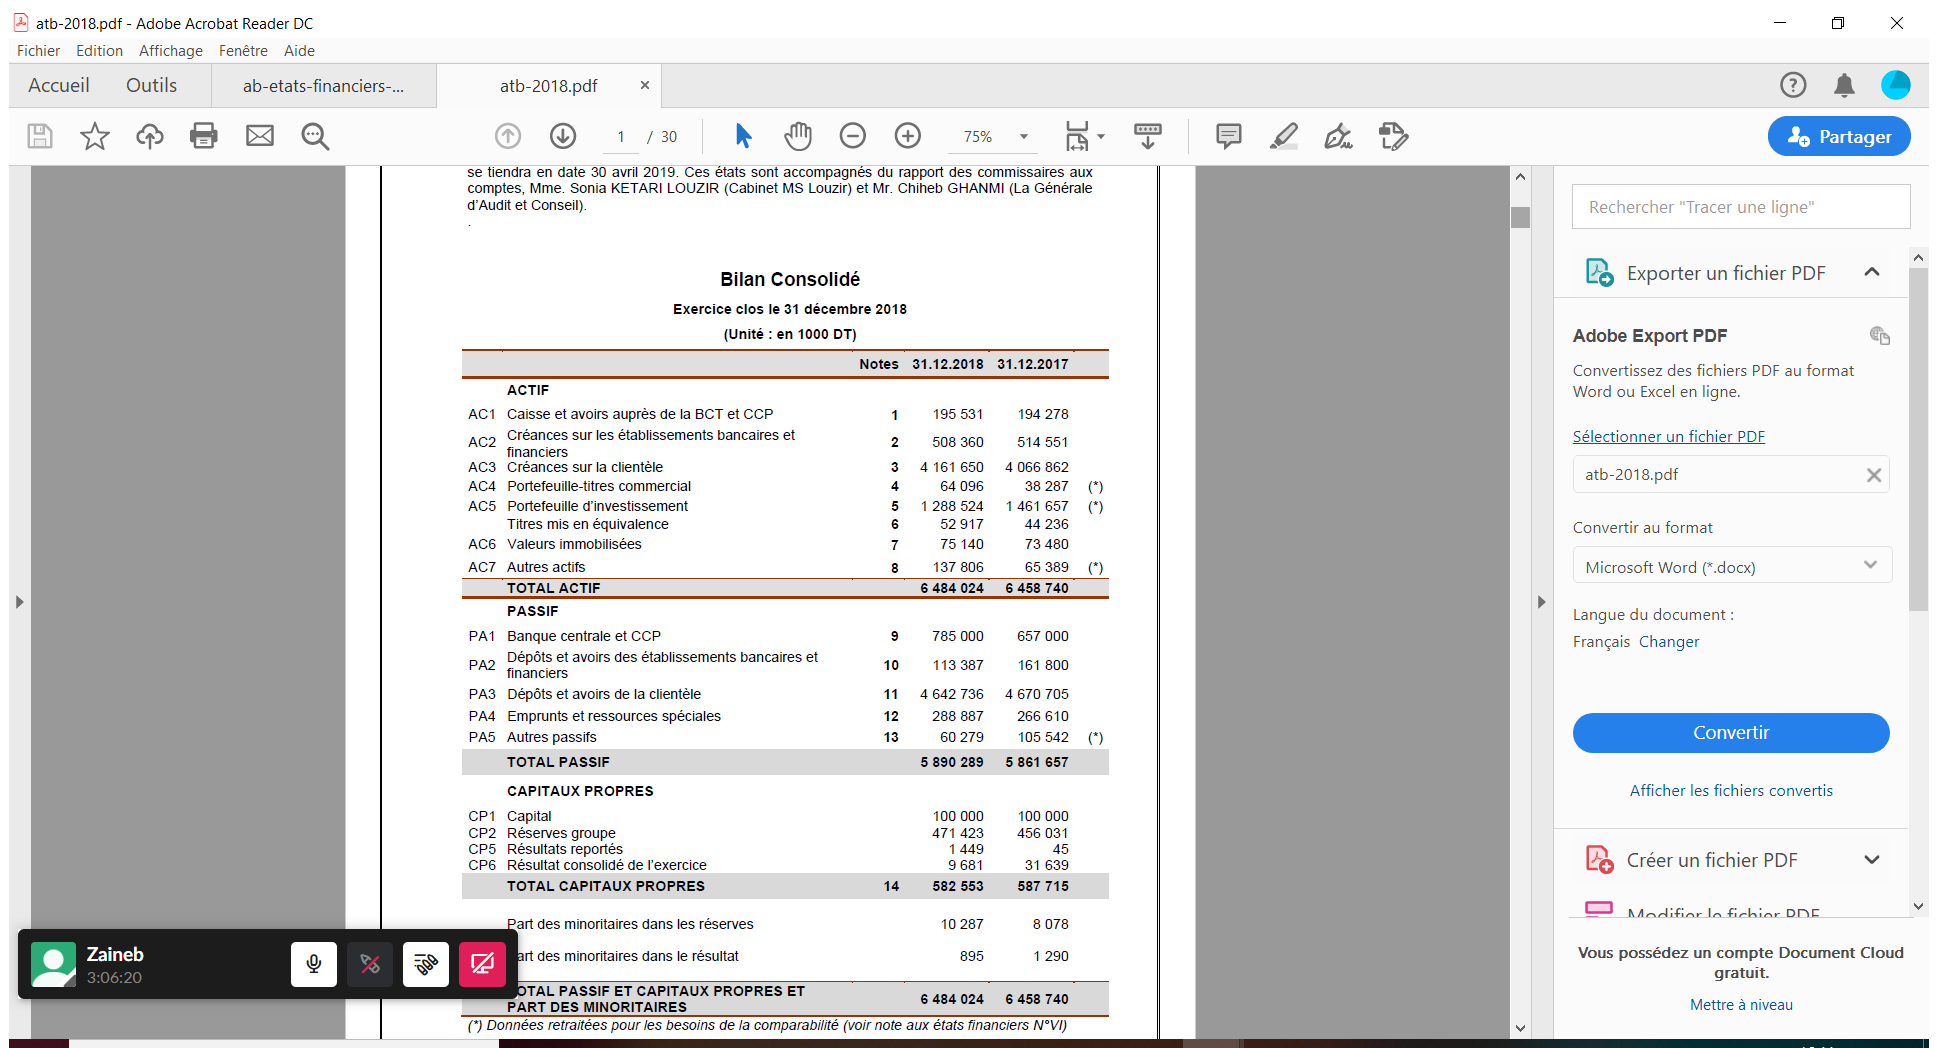 atb-2018.pdf - Adobe Acrobat Reader DC
Fichier Edition Affichage Fenêtre Aide
Accueil Outils ab-etats-financiers-... atb-2018.pdf ×
1 / 30 75% Partager
se tiendra en date 30 avril 2019. Ces états sont accompagnés du rapport des commissaires aux
comptes, Mme. Sonia KETARI LOUZIR (Cabinet MS Louzir) et Mr. Chiheb GHANMI (La Générale
d'Audit et Conseil).
.
Bilan Consolidé
Exercice clos le 31 décembre 2018
(Unité : en 1000 DT)
Notes 31.12.2018 31.12.2017
ACTIF
AC1 Caisse et avoirs auprès de la BCT et CCP 1 195 531 194 278
AC2 Créances sur les établissements bancaires et financiers 2 508 360 514 551
AC3 Créances sur la clientèle 3 4 161 650 4 066 862
AC4 Portefeuille-titres commercial 4 64 096 38 287 (*)
AC5 Portefeuille d'investissement 5 1 288 524 1 461 657 (*)
Titres mis en équivalence 6 52 917 44 236
AC6 Valeurs immobilisées 7 75 140 73 480
AC7 Autres actifs 8 137 806 65 389 (*)
TOTAL ACTIF 6 484 024 6 458 740
PASSIF
PA1 Banque centrale et CCP 9 785 000 657 000
PA2 Dépôts et avoirs des établissements bancaires et financiers 10 113 387 161 800
PA3 Dépôts et avoirs de la clientèle 11 4 642 736 4 670 705
PA4 Emprunts et ressources spéciales 12 288 887 266 610
PA5 Autres passifs 13 60 279 105 542 (*)
TOTAL PASSIF 5 890 289 5 861 657
CAPITAUX PROPRES
CP1 Capital 100 000 100 000
CP2 Réserves groupe 471 423 456 031
CP5 Résultats reportés 1 449 45
CP6 Résultat consolidé de l'exercice 9 681 31 639
TOTAL CAPITAUX PROPRES 14 582 553 587 715
Part des minoritaires dans les réserves 10 287 8 078
art des minoritaires dans le résultat 895 1 290
OTAL PASSIF ET CAPITAUX PROPRES ET
PART DES MINORITAIRES 6 484 024 6 458 740
(*) Données retraitées pour les besoins de la comparabilité (voir note aux états financiers N°VI)
Zaineb
3:06:20
Rechercher "Tracer une ligne"
Exporter un fichier PDF
Adobe Export PDF
Convertissez des fichiers PDF au format
Word ou Excel en ligne.
Sélectionner un fichier PDF
atb-2018.pdf
Convertir au format
Microsoft Word (*.docx)
Langue du document :
Français Changer
Convertir
Afficher les fichiers convertis
Créer un fichier PDF
Modifier le fichier PDF
Vous possédez un compte Document Cloud
gratuit.
Mettre à niveau